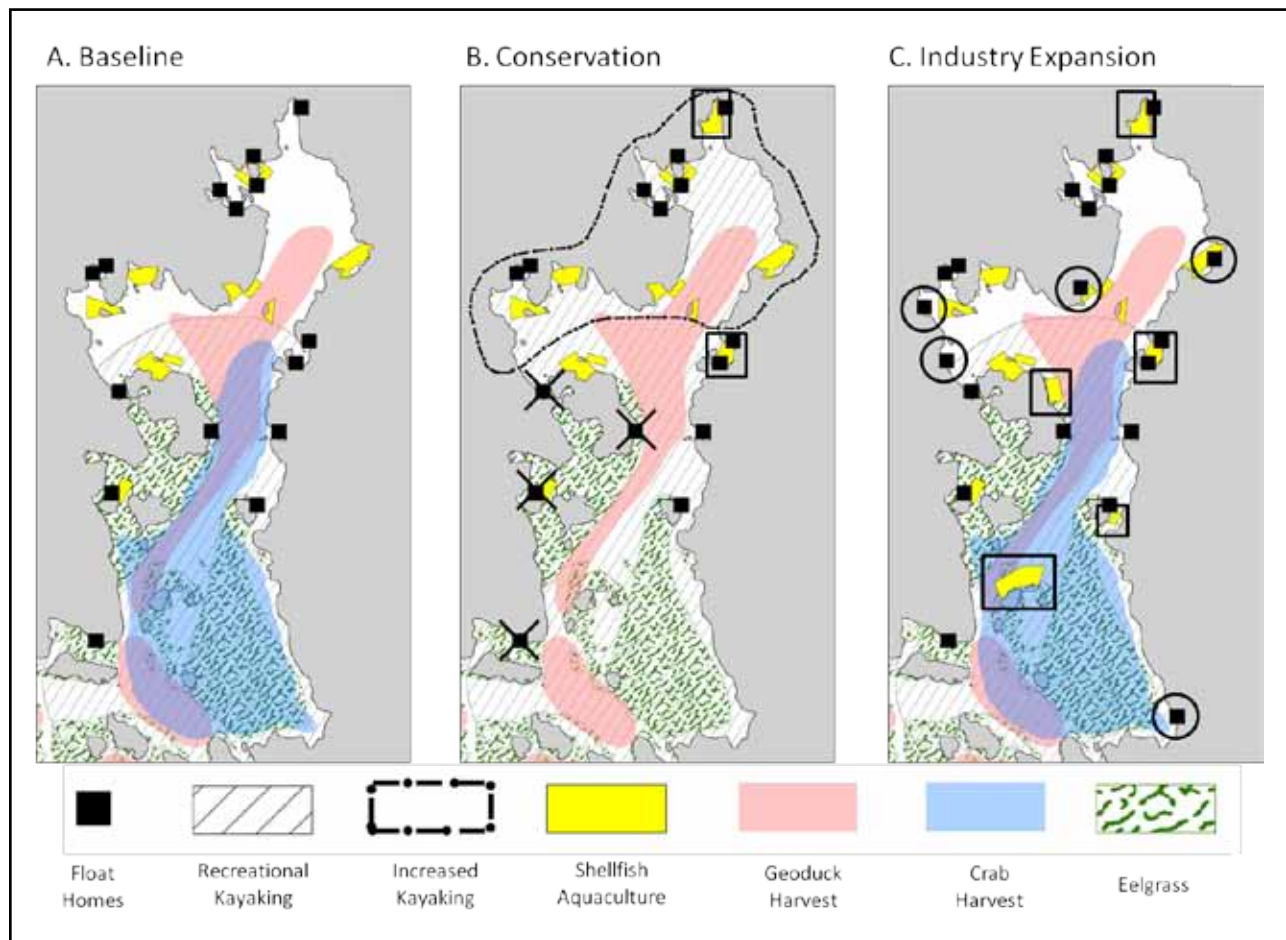 A. Baseline
B. Conservation
C. Industry Expansion
Float
Homes
Recreational
Kayaking
Increased
Kayaking
Shellfish
Aquaculture
Geoduck
Harvest
Crab
Harvest
Eelgrass